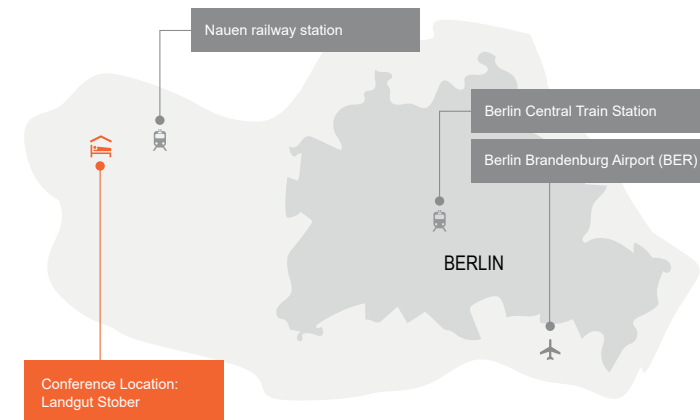 Nauen railway station
Berlin Central Train Station
Berlin Brandenburg Airport (BER)
BERLIN
Conference Location:
Landgut Stober